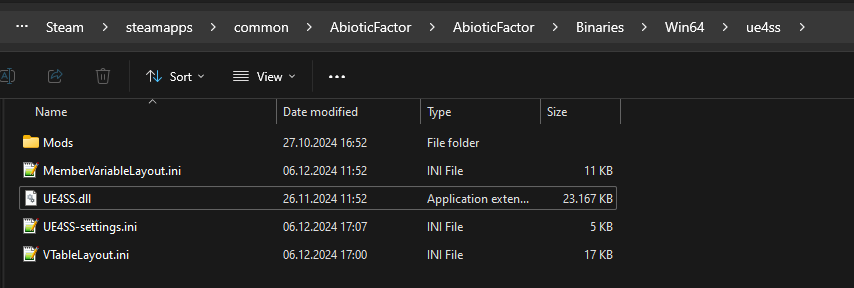 ··· Steam > steamapps > common > AbioticFactor > AbioticFactor > Binaries > Win64 > ue4ss >
Sort View ···
Name Date modified Type Size
Mods 27.10.2024 16:52 File folder
MemberVariableLayout.ini 06.12.2024 11:52 INI File 11 KB
UE4SS.dll 26.11.2024 11:52 Application exten... 23.167 KB
UE4SS-settings.ini 06.12.2024 17:07 INI File 5 KB
VTableLayout.ini 06.12.2024 17:00 INI File 17 KB